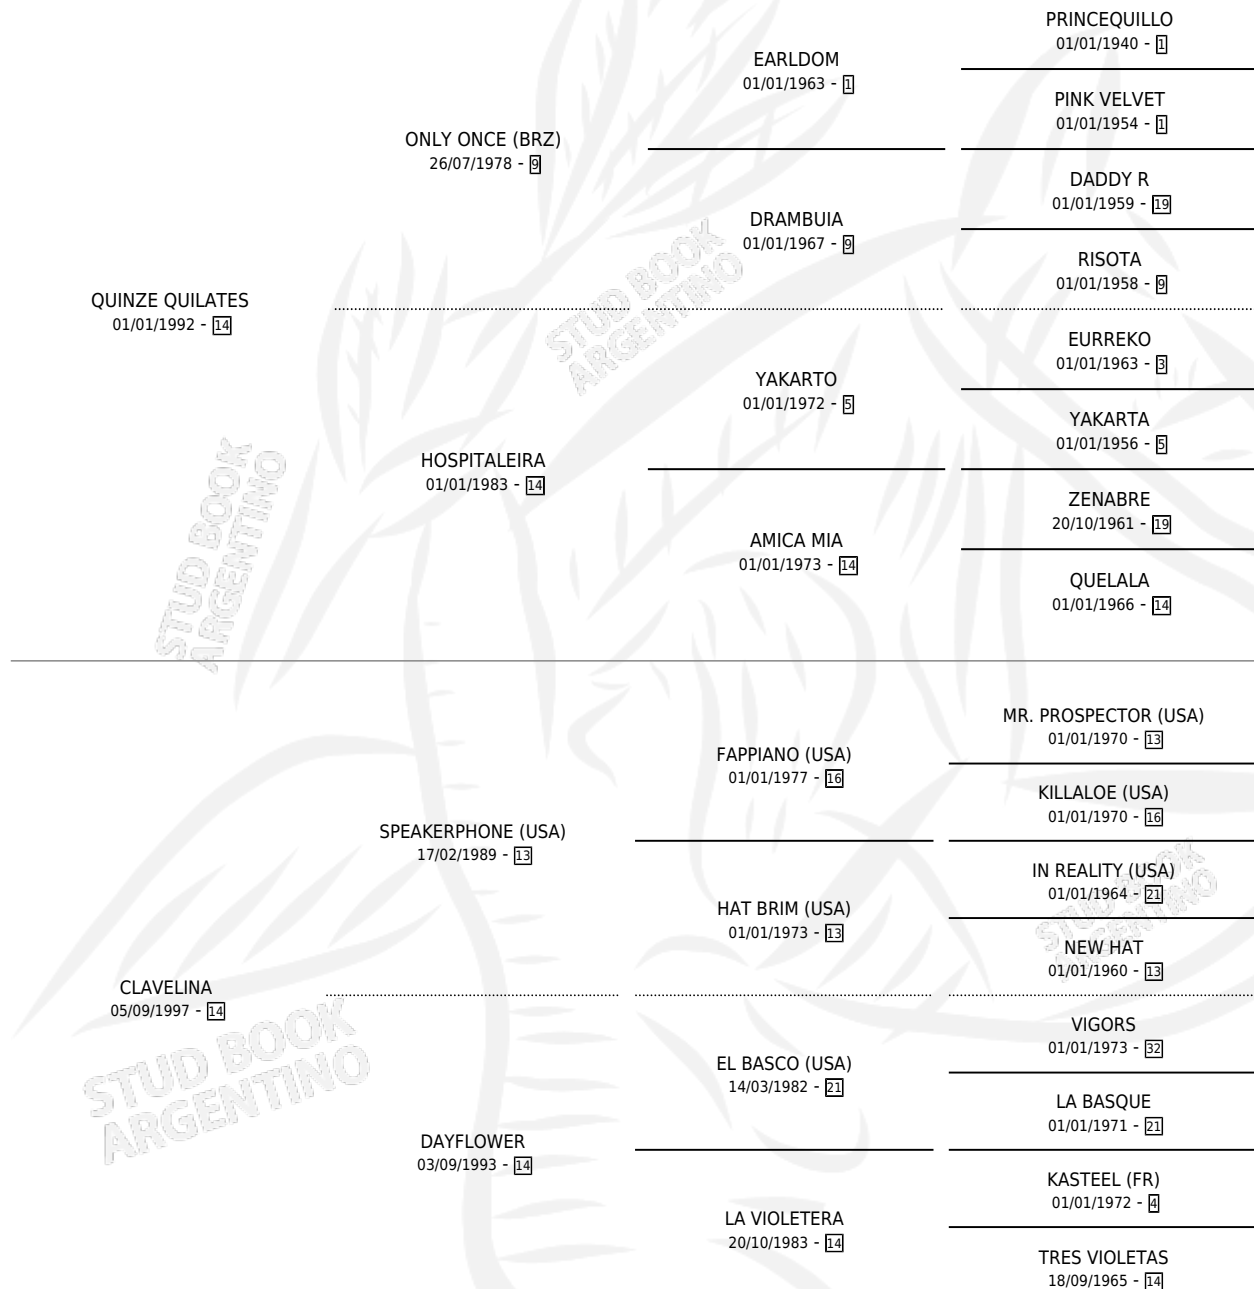 PRINCEQUILLO
01/01/1940 - 1
EARLDOM
01/01/1963 - 1
PINK VELVET
01/01/1954 - 1
ONLY ONCE (BRZ)
26/07/1978 - 9
DADDY R
01/01/1959 - 19
DRAMBUIA
01/01/1967 - 9
RISOTA
01/01/1958 - 9
QUINZE QUILATES
01/01/1992 - 14
EURREKO
01/01/1963 - 3
YAKARTO
01/01/1972 - 5
YAKARTA
01/01/1956 - 5
HOSPITALEIRA
01/01/1983 - 14
ZENABRE
20/10/1961 - 19
AMICA MIA
01/01/1973 - 14
QUELALA
01/01/1966 - 14
STUD BOOK
ARGENTINO
STUD BOOK
ARGENTINO
MR. PROSPECTOR (USA)
01/01/1970 - 13
FAPPIANO (USA)
01/01/1977 - 16
KILLALOE (USA)
01/01/1970 - 16
SPEAKERPHONE (USA)
17/02/1989 - 13
IN REALITY (USA)
01/01/1964 - 21
HAT BRIM (USA)
01/01/1973 - 13
NEW HAT
01/01/1960 - 13
CLAVELINA
05/09/1997 - 14
VIGORS
01/01/1973 - 32
EL BASCO (USA)
14/03/1982 - 21
LA BASQUE
01/01/1971 - 21
DAYFLOWER
03/09/1993 - 14
KASTEEL (FR)
01/01/1972 - 4
LA VIOLETERA
20/10/1983 - 14
TRES VIOLETAS
18/09/1965 - 14
STUD BOOK
ARGENTINO
STUD BOOK
ARGENTINO